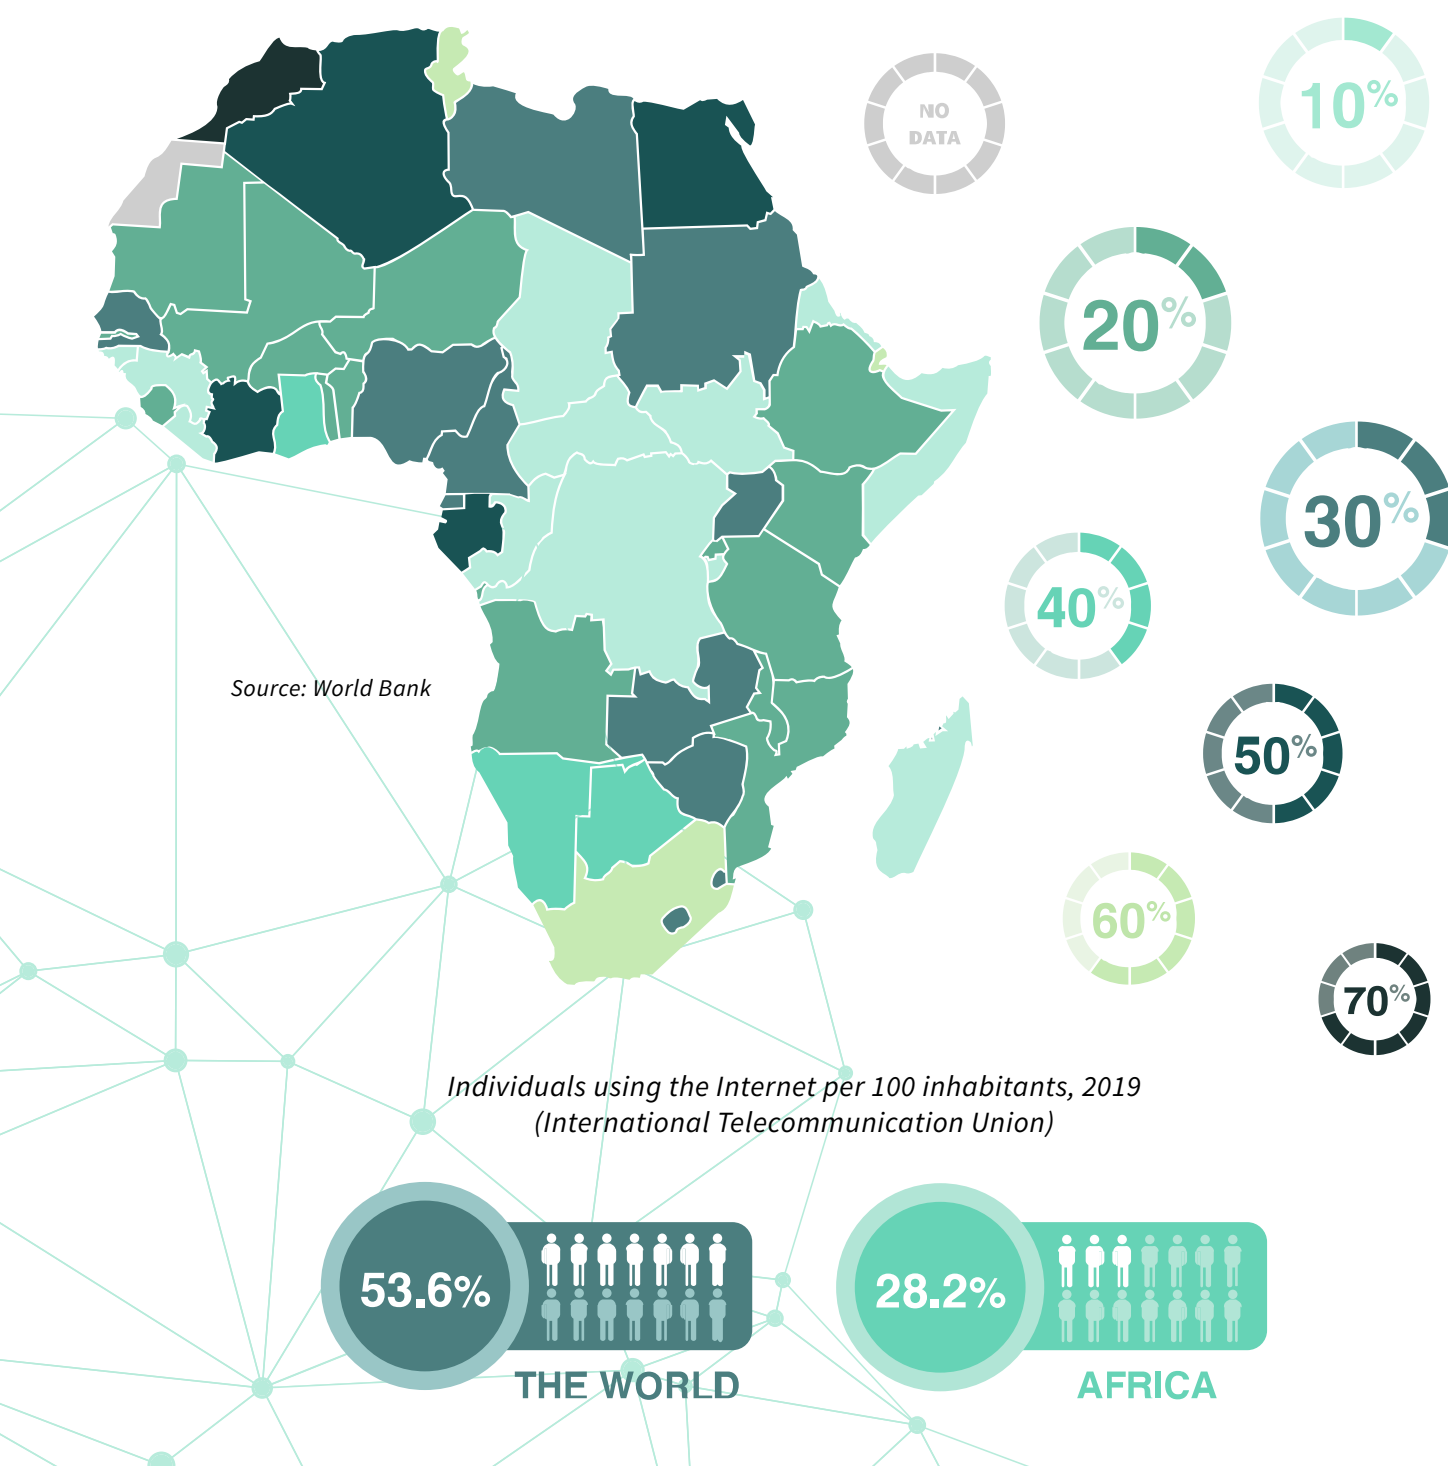 NO
DATA
10%
20%
30%
40%
50%
60%
70%
Source: World Bank
Individuals using the Internet per 100 inhabitants, 2019
(International Telecommunication Union)
53.6%
THE WORLD
28.2%
AFRICA